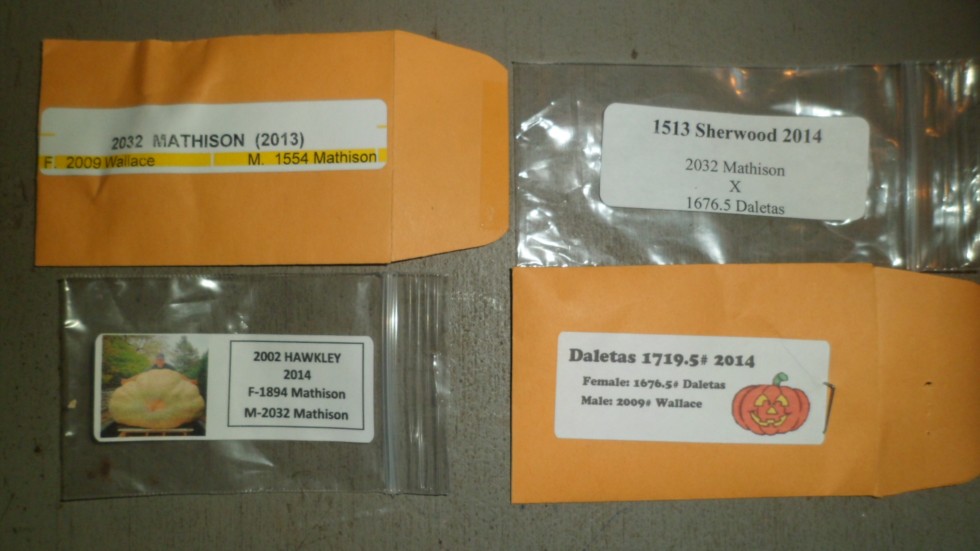 2032 MATHISON (2013)
F. 2009 Wallace M. 1554 Mathison
1513 Sherwood 2014
2032 Mathison
X
1676.5 Daletas
2002 HAWKLEY
2014
F-1894 Mathison
M-2032 Mathison
Daletas 1719.5# 2014
Female: 1676.5# Daletas
Male: 2009# Wallace